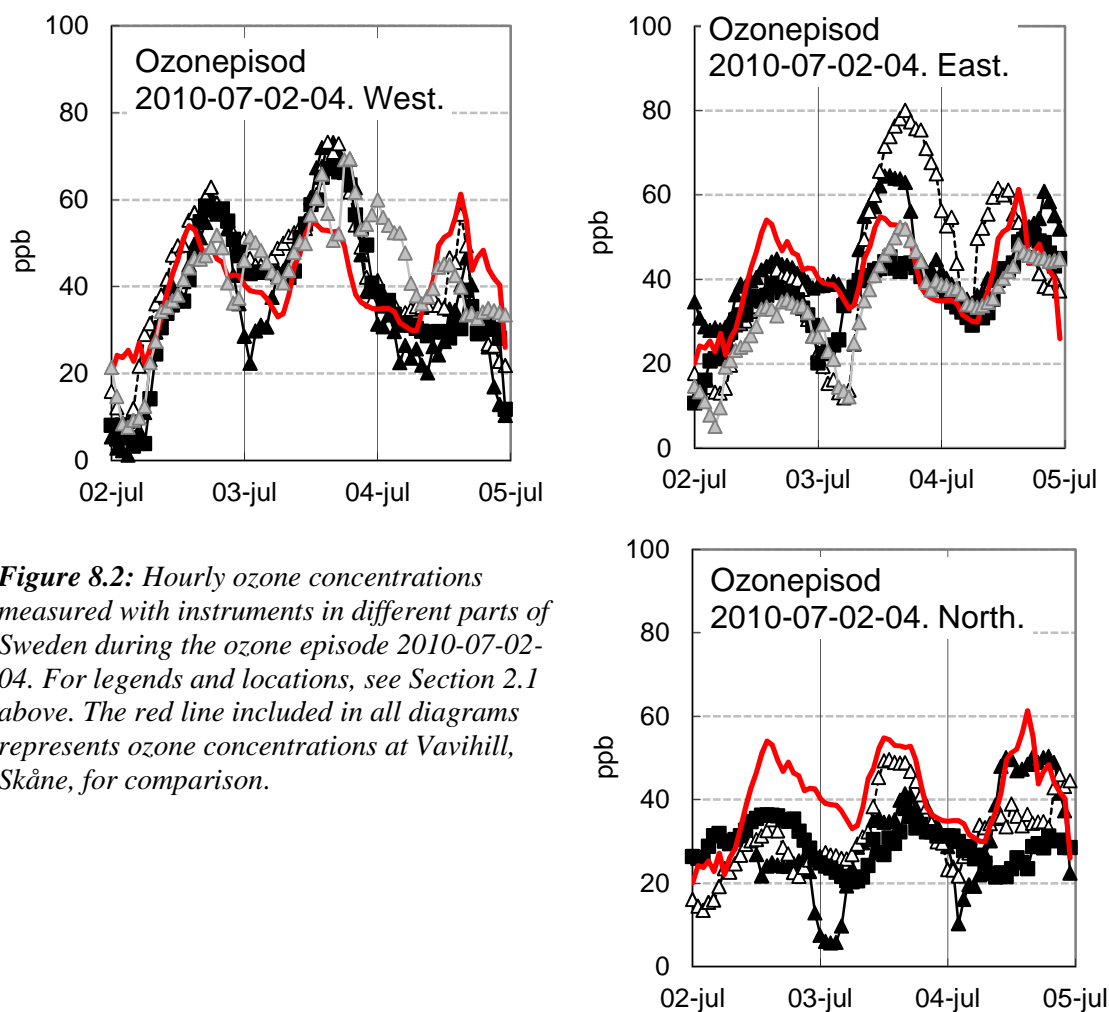 100
80
60
40
20
0
ppb
Ozonepisod
2010-07-02-04. West.
02-jul 03-jul 04-jul 05-jul
100
80
60
40
20
0
ppb
Ozonepisod
2010-07-02-04. East.
02-jul 03-jul 04-jul 05-jul
Figure 8.2: Hourly ozone concentrations
measured with instruments in different parts of
Sweden during the ozone episode 2010-07-02-
04. For legends and locations, see Section 2.1
above. The red line included in all diagrams
represents ozone concentrations at Vavihill,
Skåne, for comparison.
100
80
60
40
20
0
ppb
Ozonepisod
2010-07-02-04. North.
02-jul 03-jul 04-jul 05-jul